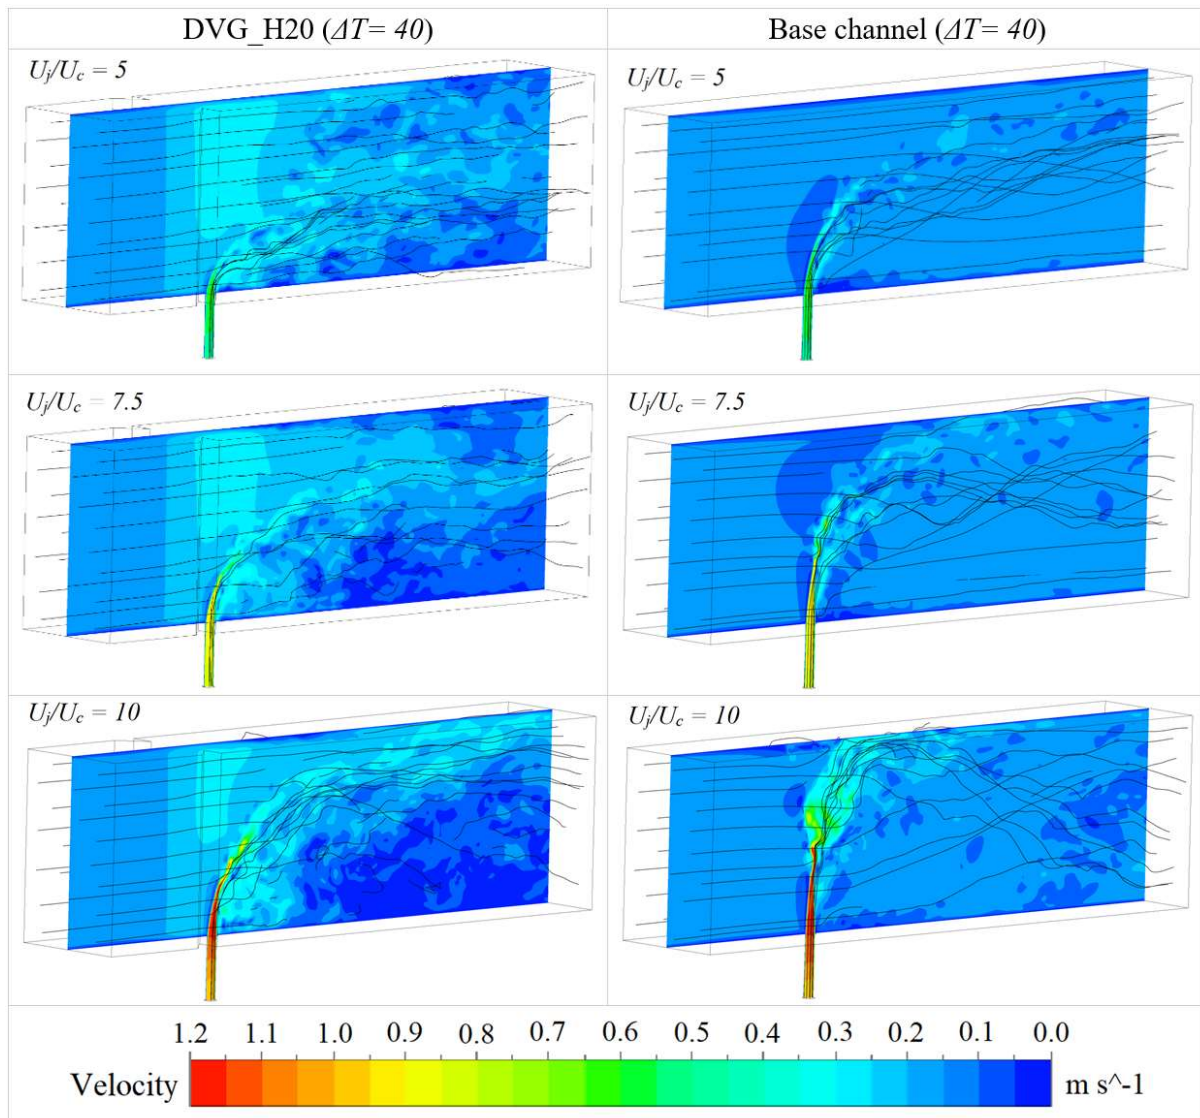 DVG_H20 (ΔT= 40) Base channel (ΔT= 40)
Uj/Uc = 5 Uj/Uc = 5
Uj/Uc = 7.5 Uj/Uc = 7.5
Uj/Uc = 10 Uj/Uc = 10
1.2 1.1 1.0 0.9 0.8 0.7 0.6 0.5 0.4 0.3 0.2 0.1 0.0
Velocity m s^-1